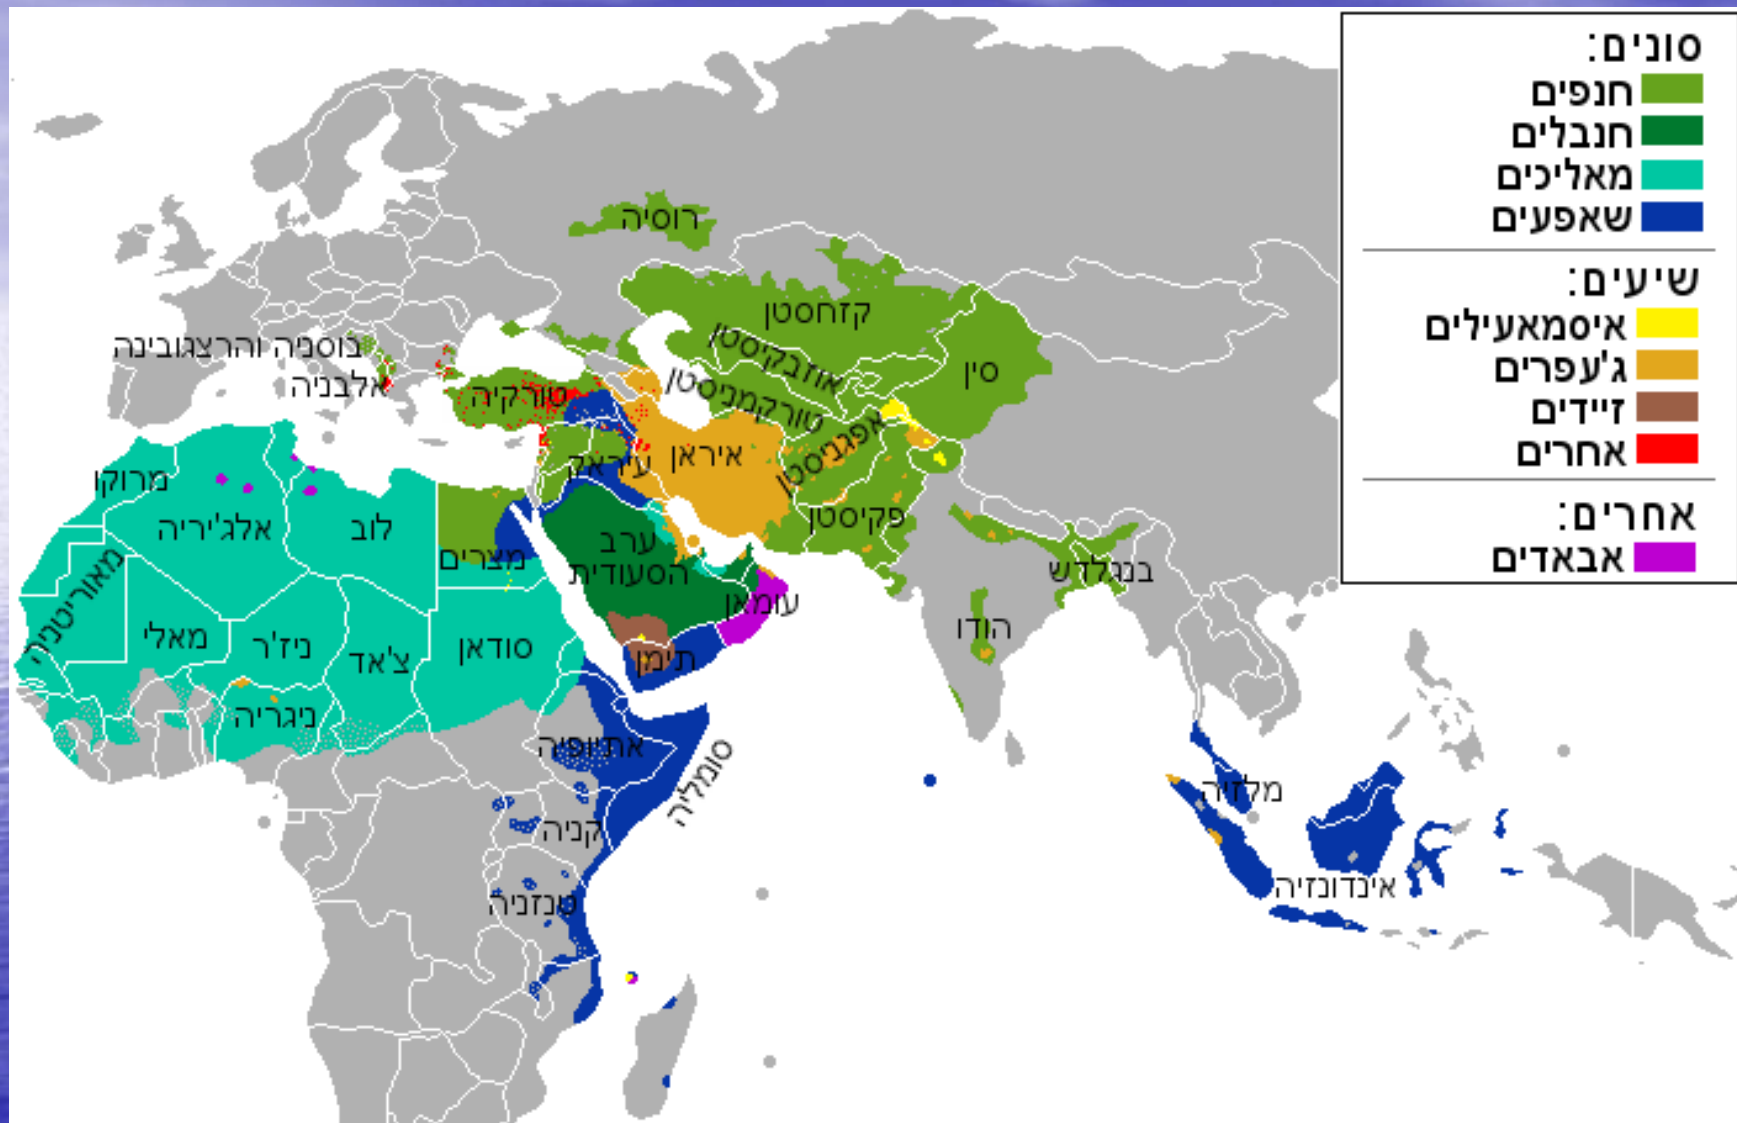 סונים:
חנפים
חנבלים
מאליכים
שאפעים
שיעים:
איסמאעילים
ג'עפרים
זיידים
אחרים
אחרים:
אבאדים
רוסיה
קזחסטן
אוזבקיסטן
טורקמניסטן
סין
בוסניה והרצגובינה
אלבניה
טורקיה
אפגניסטן
עיראק
איראן
מרוקו
אלג'יריה
לוב
מצרים
ערב
הסעודית
פקיסטן
בנגלדש
עומאן
הודו
מאוריטניה
מאלי
ניז'ר
צ'אד
סודאן
תימן
ניגריה
אתיופיה
סומליה
קניה
טנזניה
מלזיה
אינדונזיה